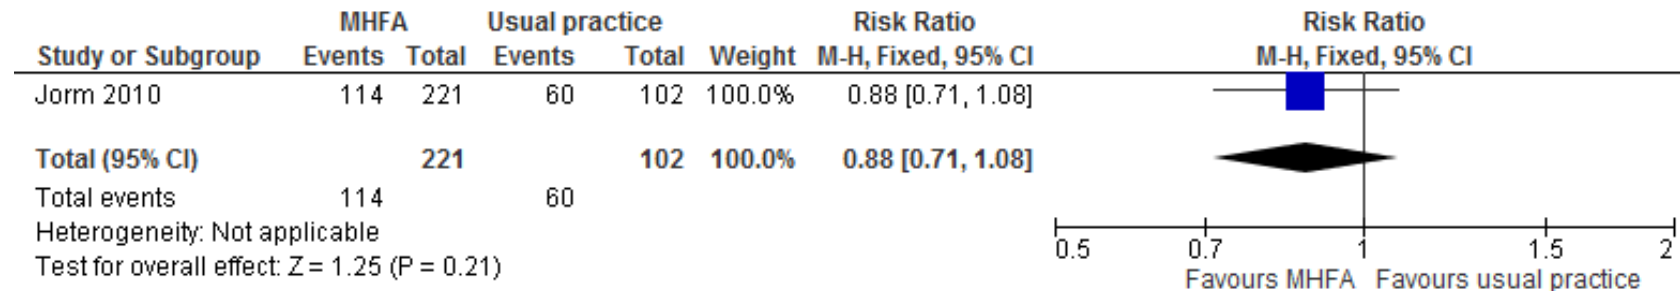 MHFA Usual practice Risk Ratio Risk Ratio
Study or Subgroup Events Total Events Total Weight M-H, Fixed, 95% CI M-H, Fixed, 95% CI
Jorm 2010 114 221 60 102 100.0% 0.88 [0.71, 1.08]
Total (95% CI) 221 102 100.0% 0.88 [0.71, 1.08]
Total events 114 60
Heterogeneity: Not applicable
Test for overall effect: Z = 1.25 (P = 0.21)
0.5 0.7 1 1.5 2
Favours MHFA Favours usual practice